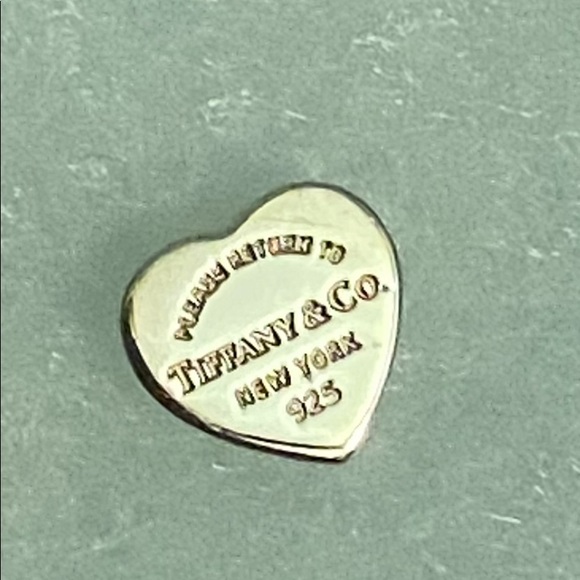 PLEASE RETURN TO
TIFFANY & CO.
NEW YORK
925